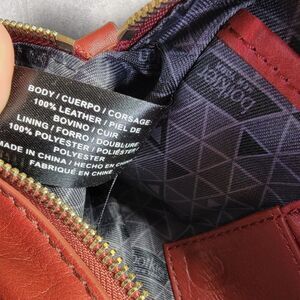 BODY / CUERPO / CORSAGE
100% LEATHER / PIEL DE
BOVINO / CUIR
LINING / FORRO / DOUBLURE
100% POLYESTER / POLIÉSTER /
POLYESTER
MADE IN CHINA / HECHO EN CHINA
FABRIQUÉ EN CHINE